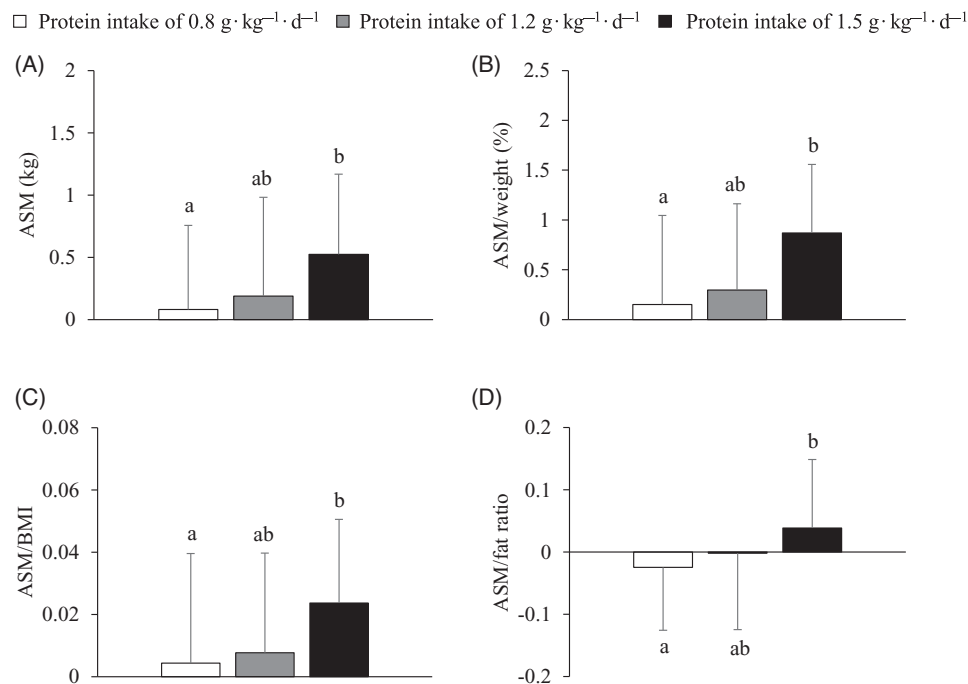 Protein intake of 0.8 g·kg⁻¹·d⁻¹ Protein intake of 1.2 g·kg⁻¹·d⁻¹ Protein intake of 1.5 g·kg⁻¹·d⁻¹
(A)
ASM (kg)
2
1.5
1
0.5
0
a
ab
b
(B)
ASM/weight (%)
2.5
2
1.5
1
0.5
0
a
ab
b
(C)
ASM/BMI
0.08
0.06
0.04
0.02
0
a
ab
b
(D)
ASM/fat ratio
0.2
0.1
0
-0.1
-0.2
a
ab
b